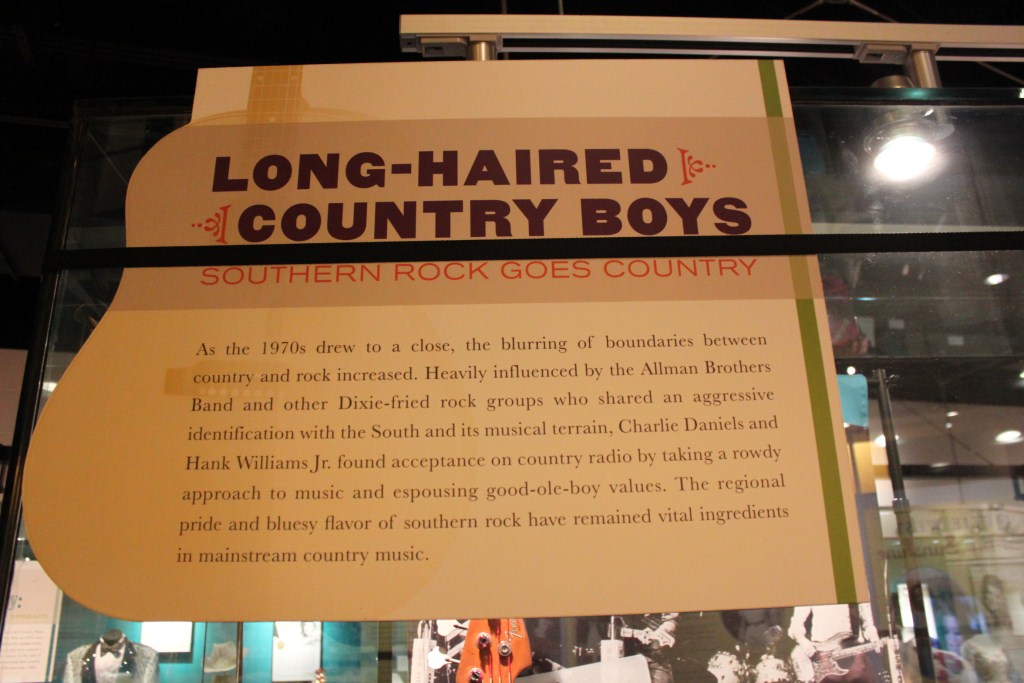 LONG-HAIRED
COUNTRY BOYS
SOUTHERN ROCK GOES COUNTRY
As the 1970s drew to a close, the blurring of boundaries between
country and rock increased. Heavily influenced by the Allman Brothers
Band and other Dixie-fried rock groups who shared an aggressive
identification with the South and its musical terrain, Charlie Daniels and
Hank Williams Jr. found acceptance on country radio by taking a rowdy
approach to music and espousing good-ole-boy values. The regional
pride and bluesy flavor of southern rock have remained vital ingredients
in mainstream country music.
Fender